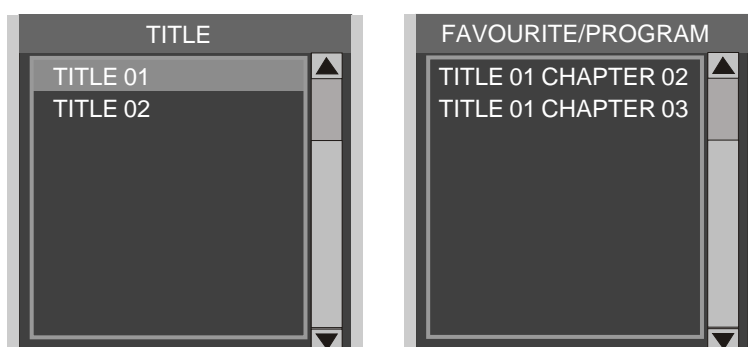 TITLE
TITLE 01
TITLE 02
FAVOURITE/PROGRAM
TITLE 01 CHAPTER 02
TITLE 01 CHAPTER 03